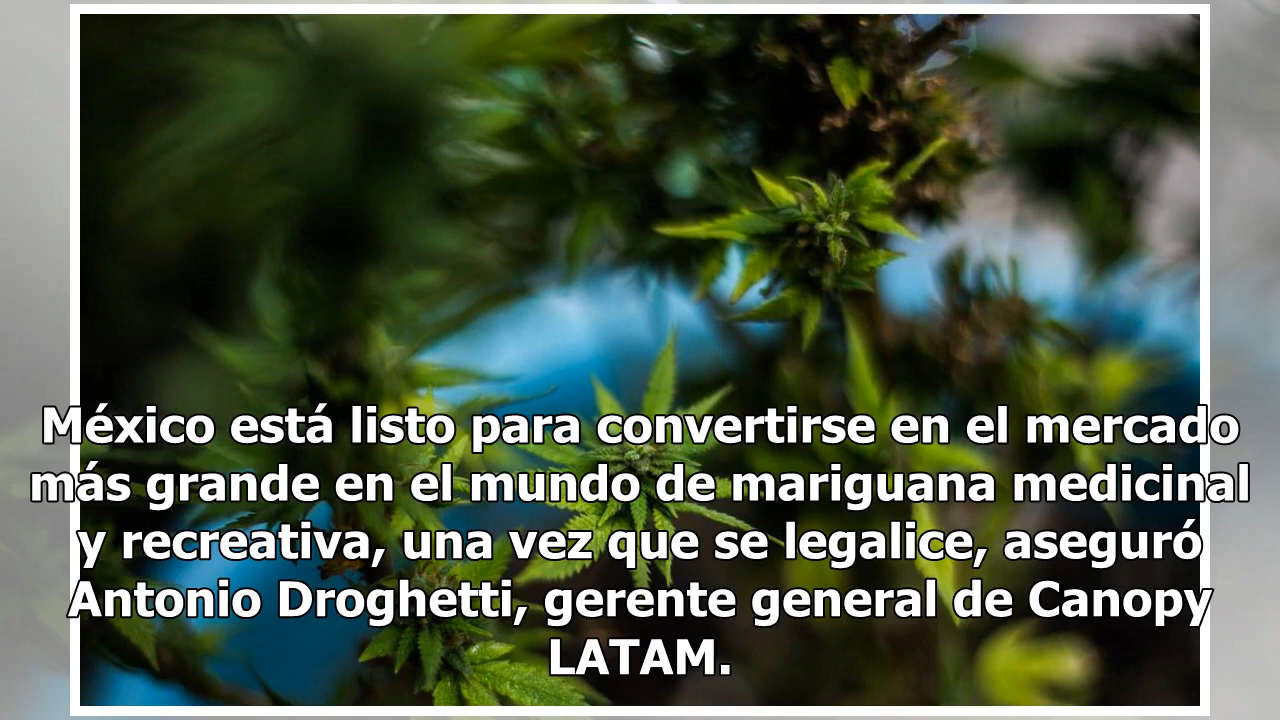 México está listo para convertirse en el mercado
más grande en el mundo de mariguana medicinal
y recreativa, una vez que se legalice, aseguró
Antonio Droghetti, gerente general de Canopy
LATAM.